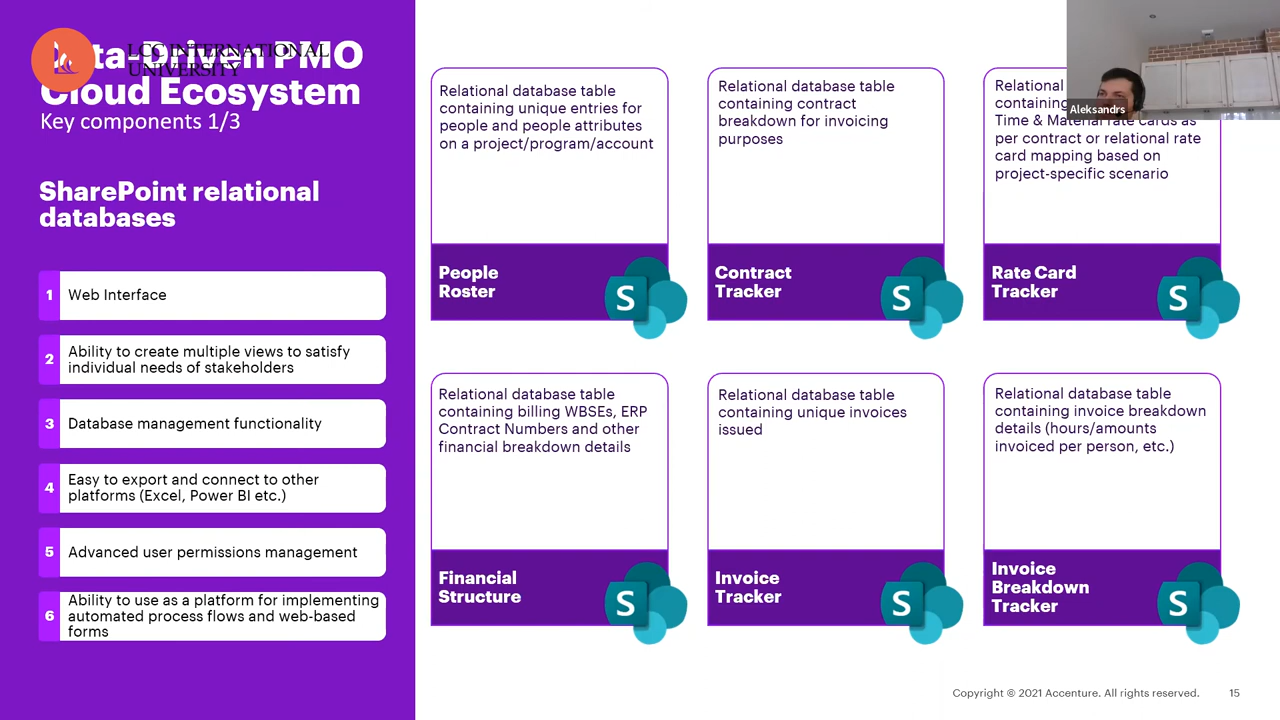 LCC INTERNATIONAL
UNIVERSITY
ta-Driven PMO
Cloud Ecosystem
Key components 1/3
SharePoint relational
databases
1 Web Interface
2 Ability to create multiple views to satisfy
individual needs of stakeholders
3 Database management functionality
4 Easy to export and connect to other
platforms (Excel, Power BI etc.)
5 Advanced user permissions management
6 Ability to use as a platform for implementing
automated process flows and web-based
forms
Relational database table
containing unique entries for
people and people attributes
on a project/program/account
People
Roster
S
Relational database table
containing contract
breakdown for invoicing
purposes
Contract
Tracker
S
Relational
containing
Time & Material rate cards as
per contract or relational rate
card mapping based on
project-specific scenario
Rate Card
Tracker
S
Aleksandrs
Relational database table
containing billing WBSEs, ERP
Contract Numbers and other
financial breakdown details
Financial
Structure
S
Relational database table
containing unique invoices
issued
Invoice
Tracker
S
Relational database table
containing invoice breakdown
details (hours/amounts
invoiced per person, etc.)
Invoice
Breakdown
Tracker
S
Copyright © 2021 Accenture. All rights reserved. 15